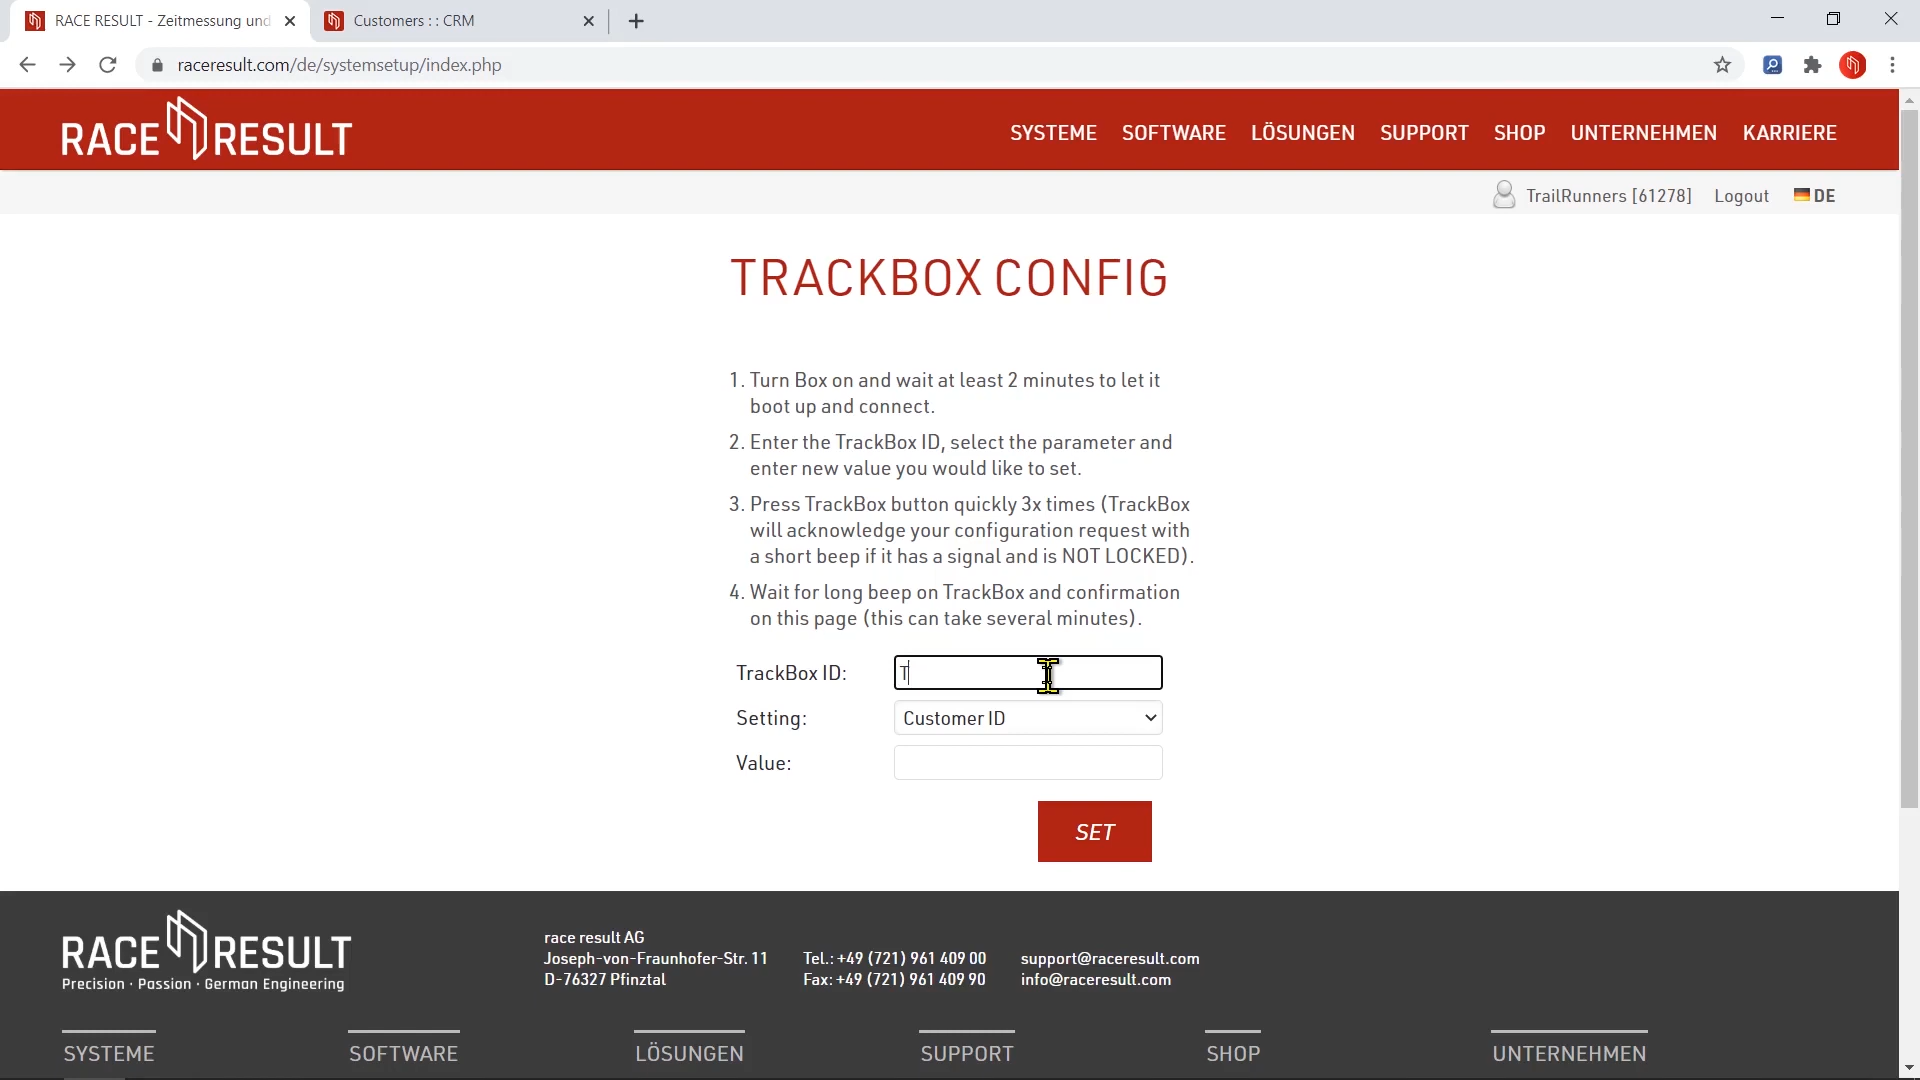 RACE RESULT - Zeitmessung und
Customers : : CRM
raceresult.com/de/systemsetup/index.php
RACE RESULT
SYSTEME
SOFTWARE
LÖSUNGEN
SUPPORT
SHOP
UNTERNEHMEN
KARRIERE
TrailRunners [61278]
Logout
DE
TRACKBOX CONFIG
1. Turn Box on and wait at least 2 minutes to let it
boot up and connect.
2. Enter the TrackBox ID, select the parameter and
enter new value you would like to set.
3. Press TrackBox button quickly 3x times (TrackBox
will acknowledge your configuration request with
a short beep if it has a signal and is NOT LOCKED).
4. Wait for long beep on TrackBox and confirmation
on this page (this can take several minutes).
TrackBox ID:
T
Setting:
Customer ID
Value:
SET
RACE RESULT
Precision · Passion · German Engineering
race result AG
Joseph-von-Fraunhofer-Str. 11
D-76327 Pfinztal
Tel.: +49 (721) 961 409 00
Fax: +49 (721) 961 409 90
support@raceresult.com
info@raceresult.com
SYSTEME
SOFTWARE
LÖSUNGEN
SUPPORT
SHOP
UNTERNEHMEN